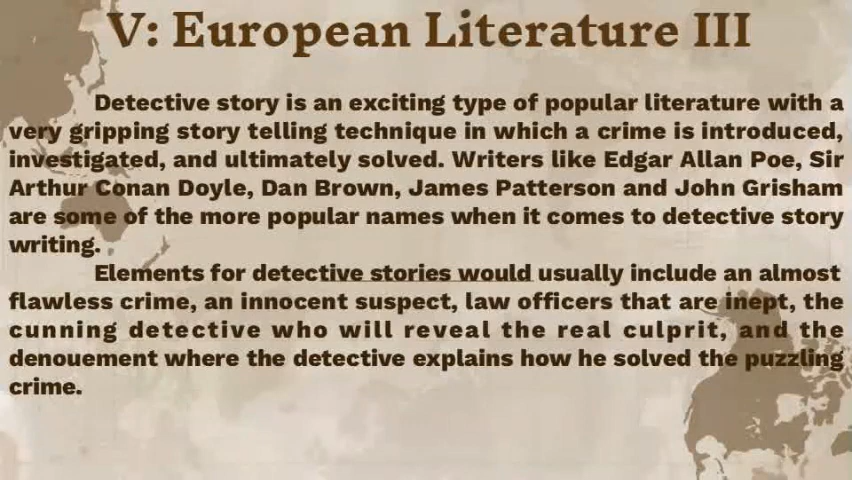 V: European Literature III
Detective story is an exciting type of popular literature with a
very gripping story telling technique in which a crime is introduced,
investigated, and ultimately solved. Writers like Edgar Allan Poe, Sir
Arthur Conan Doyle, Dan Brown, James Patterson and John Grisham
are some of the more popular names when it comes to detective story
writing.
Elements for detective stories would usually include an almost
flawless crime, an innocent suspect, law officers that are inept, the
cunning detective who will reveal the real culprit, and the
denouement where the detective explains how he solved the puzzling
crime.